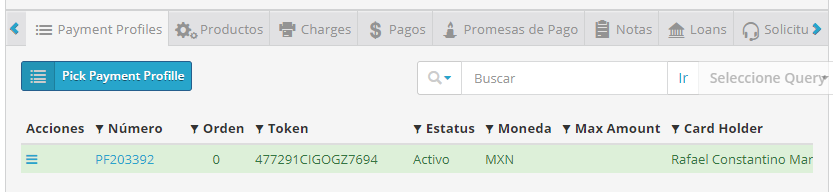 Payment Profiles Productos Charges Pagos Promesas de Pago Notas Loans Solicitu
Pick Payment Profille Buscar Ir Seleccione Query
Acciones Número Orden Token Estatus Moneda Max Amount Card Holder
PF203392 0 477291CIGOGZ7694 Activo MXN Rafael Constantino Mar